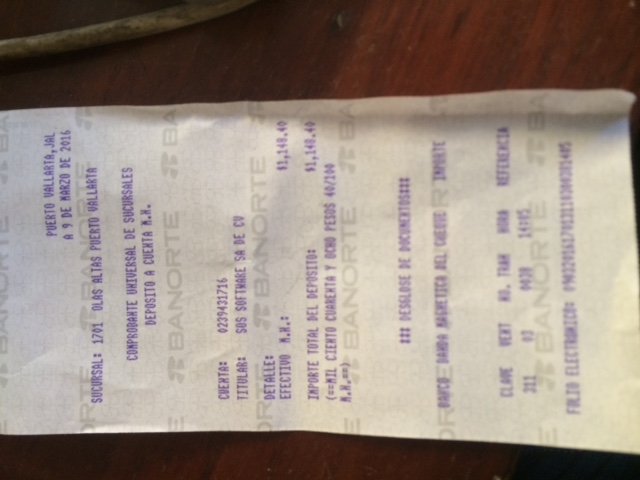 BANORTE
PUERTO VALLARTA,JAL
A 9 DE MARZO DE 2016
SUCURSAL: 1701 OLAS ALTAS PUERTO VALLARTA
COMPROBANTE UNIVERSAL DE SUCURSALES
DEPOSITO A CUENTA M.N.
BANORTE
CUENTA: 0239431716
TITULAR: SOS SOFTWARE SA DE CV
BANORTE
DETALLE:
EFECTIVO M.N.: $1,148.40
IMPORTE TOTAL DEL DEPOSITO: $1,148.40
(==MIL CIENTO CUARENTA Y OCHO PESOS 40/100
M.N.==)
BANORTE
*** DESGLOSE DE DOCUMENTOS***
BANCO BANDA MAGNETICA DEL CHEQUE IMPORTE
BANORTE
CLAVE VENT NO. TRAN HORA REFERENCIA
311 03 0038 14:05
BANORTE
FOLIO ELECTRONICO: 0903201617013110300381405